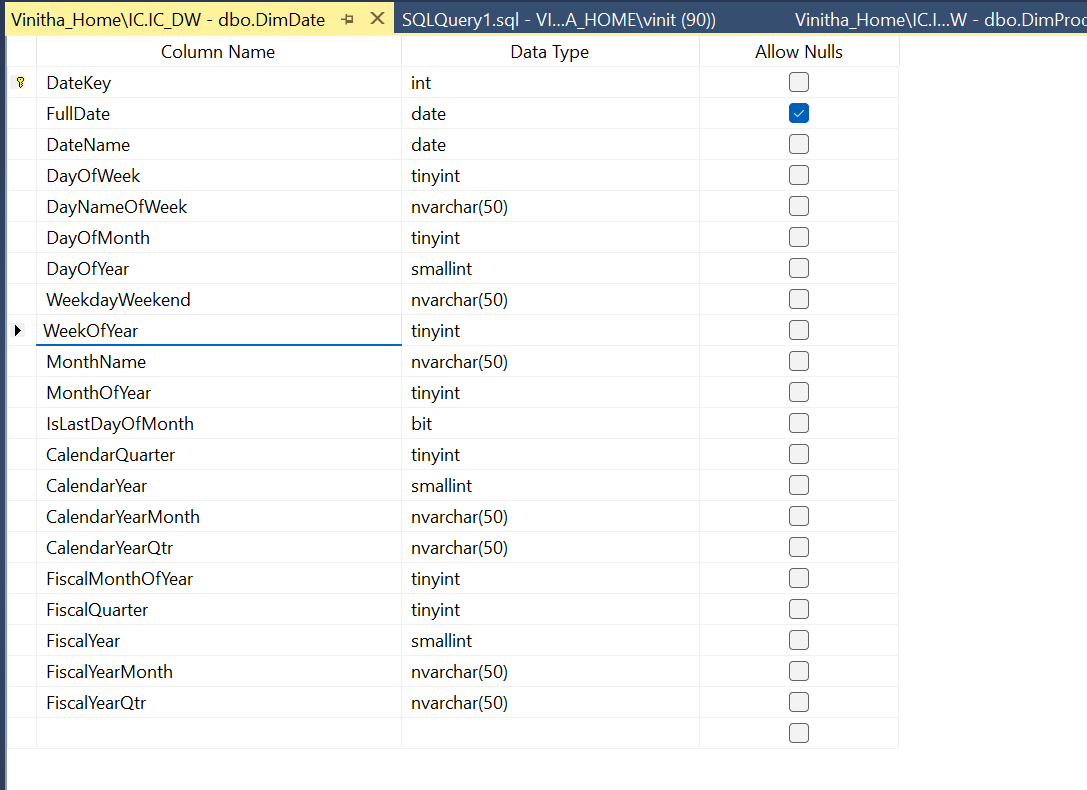 Vinitha_Home\IC.IC_DW - dbo.DimDate SQLQuery1.sql - VI...A_HOME\vinit (90)) Vinitha_Home\IC.I...W - dbo.DimProd
Column Name Data Type Allow Nulls
DateKey int
FullDate date
DateName date
DayOfWeek tinyint
DayNameOfWeek nvarchar(50)
DayOfMonth tinyint
DayOfYear smallint
WeekdayWeekend nvarchar(50)
WeekOfYear tinyint
MonthName nvarchar(50)
MonthOfYear tinyint
IsLastDayOfMonth bit
CalendarQuarter tinyint
CalendarYear smallint
CalendarYearMonth nvarchar(50)
CalendarYearQtr nvarchar(50)
FiscalMonthOfYear tinyint
FiscalQuarter tinyint
FiscalYear smallint
FiscalYearMonth nvarchar(50)
FiscalYearQtr nvarchar(50)